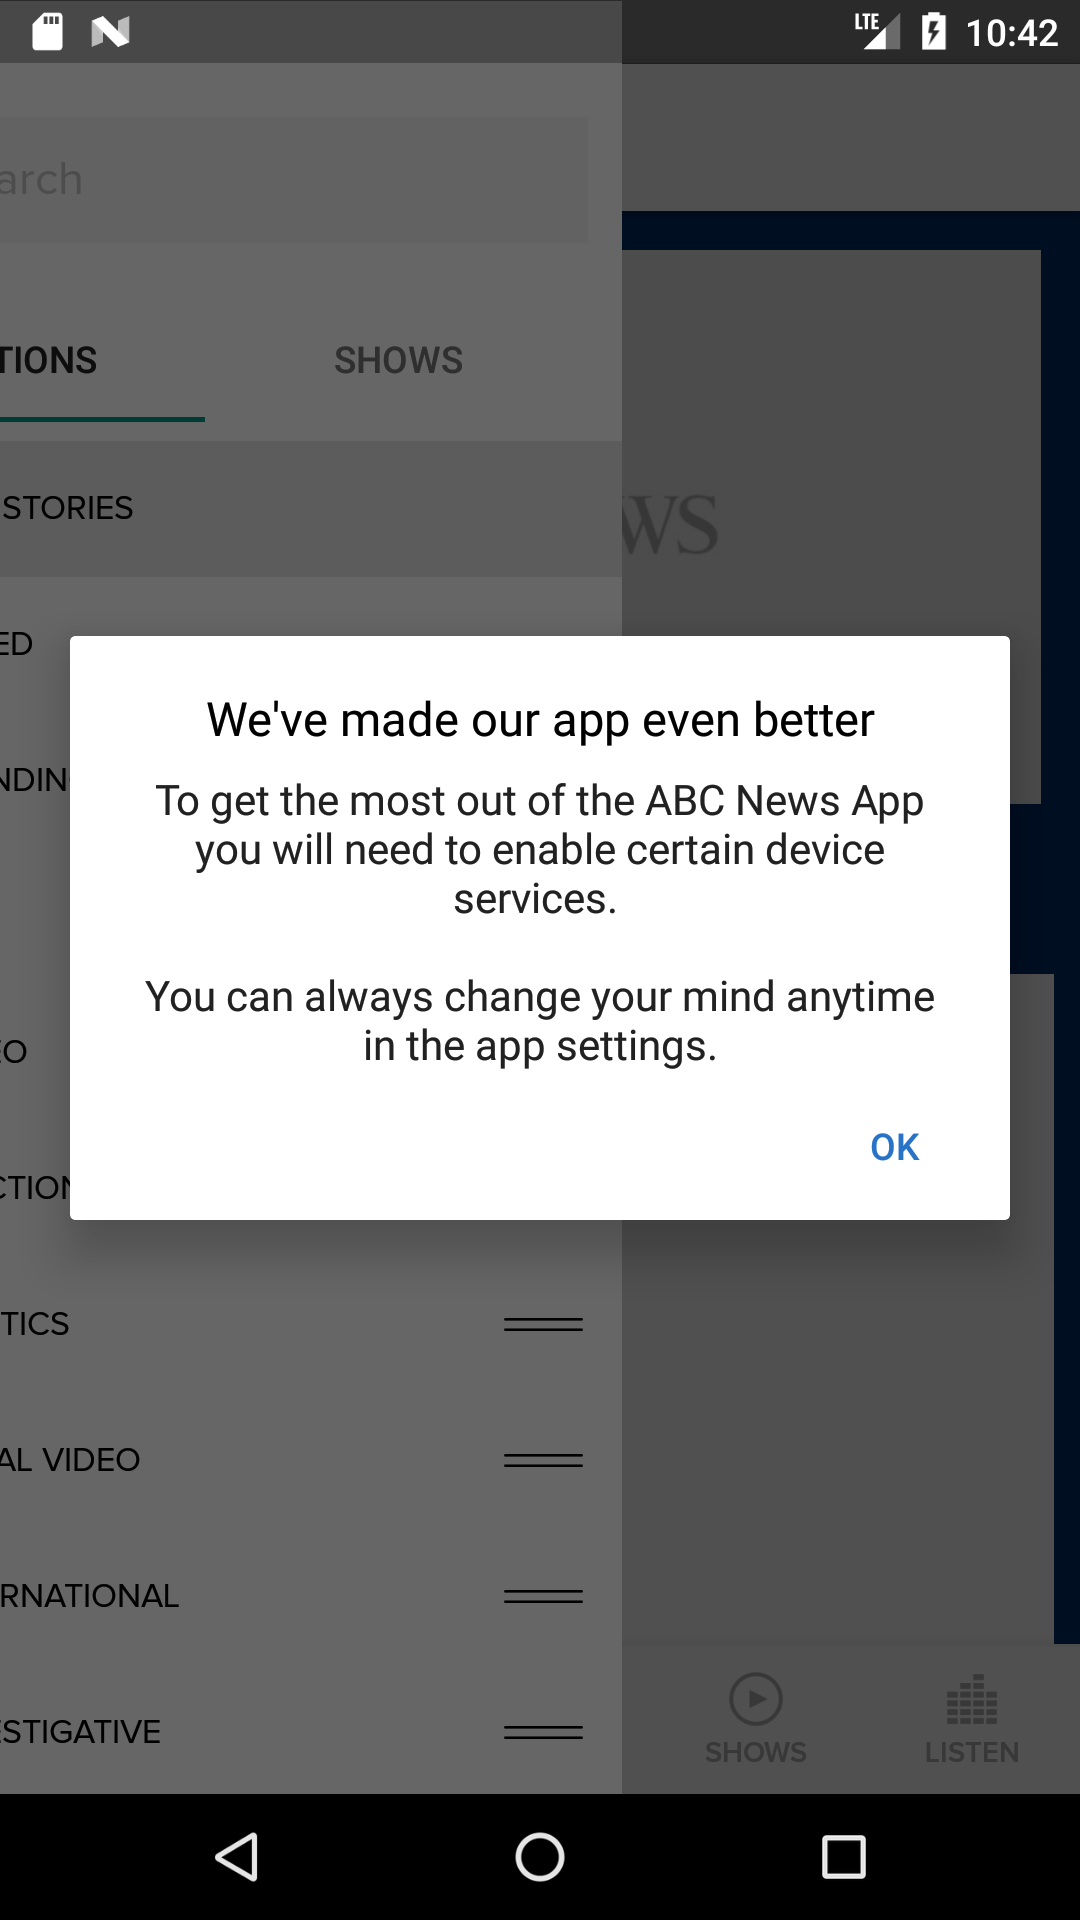 LTE 10:42
arch
TIONS SHOWS
STORIES
WS
ED
We've made our app even better
NDIN
To get the most out of the ABC News App
you will need to enable certain device
services.
You can always change your mind anytime
in the app settings.
EO
CTION
OK
TICS
AL VIDEO
RNATIONAL
ESTIGATIVE
SHOWS LISTEN